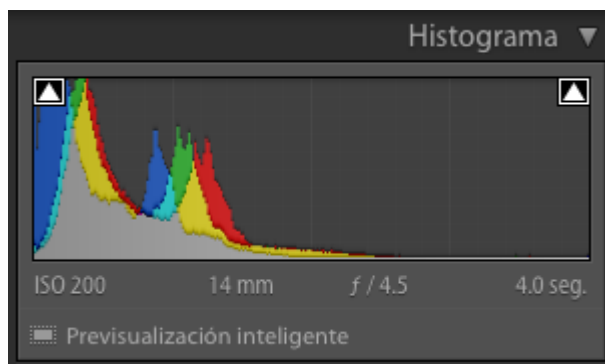 Histograma
ISO 200 14 mm ƒ / 4.5 4.0 seg.
Previsualización inteligente